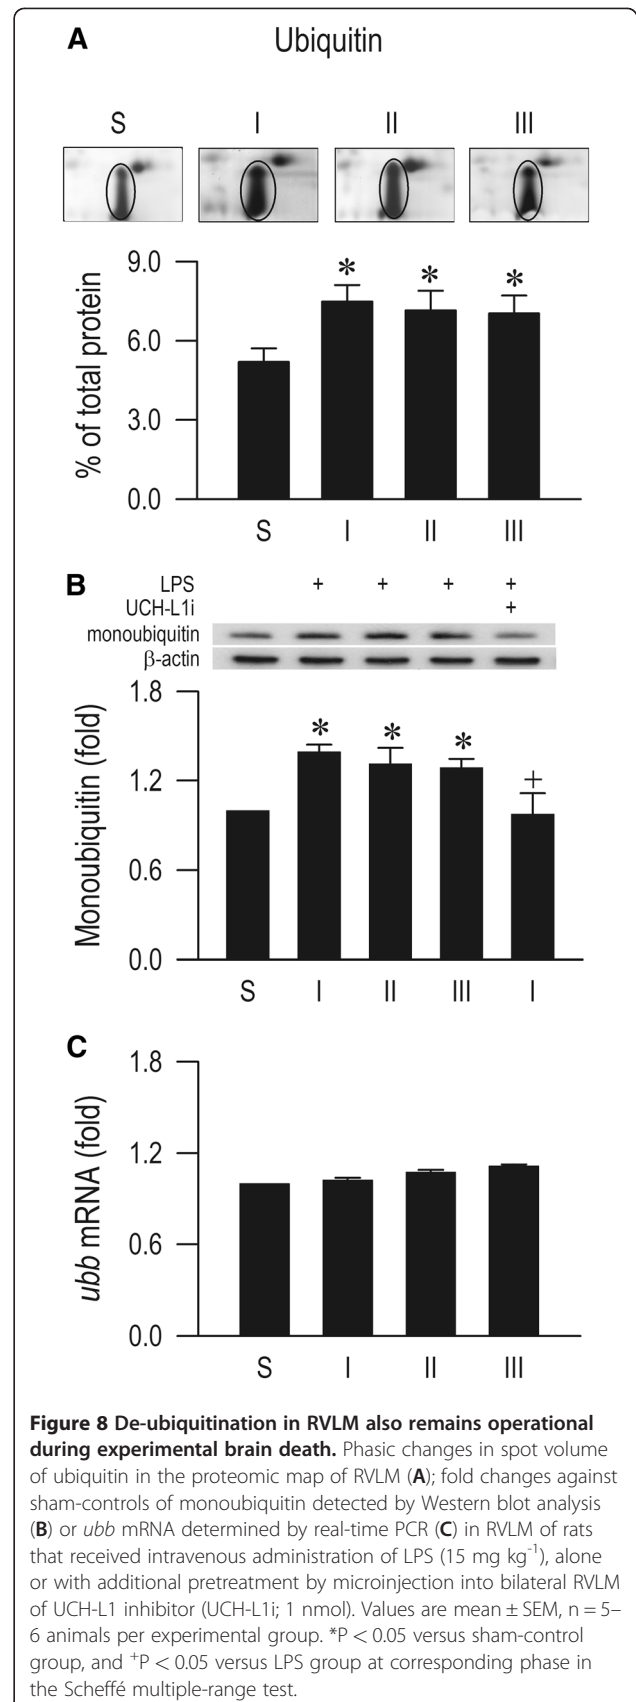 A Ubiquitin
S I II III
9.0
6.0
3.0
0.0
% of total protein
* * *
S I II III
B LPS + + + +
UCH-L1i +
monoubiquitin
β-actin
1.8
1.2
0.6
0.0
Monoubiquitin (fold)
* * * +
S I II III I
C
1.8
1.2
0.6
0.0
ubb mRNA (fold)
S I II III
Figure 8 De-ubiquitination in RVLM also remains operational
during experimental brain death. Phasic changes in spot volume
of ubiquitin in the proteomic map of RVLM (A); fold changes against
sham-controls of monoubiquitin detected by Western blot analysis
(B) or ubb mRNA determined by real-time PCR (C) in RVLM of rats
that received intravenous administration of LPS (15 mg kg⁻¹), alone
or with additional pretreatment by microinjection into bilateral RVLM
of UCH-L1 inhibitor (UCH-L1i; 1 nmol). Values are mean ± SEM, n = 5–
6 animals per experimental group. *P < 0.05 versus sham-control
group, and ⁺P < 0.05 versus LPS group at corresponding phase in
the Scheffé multiple-range test.